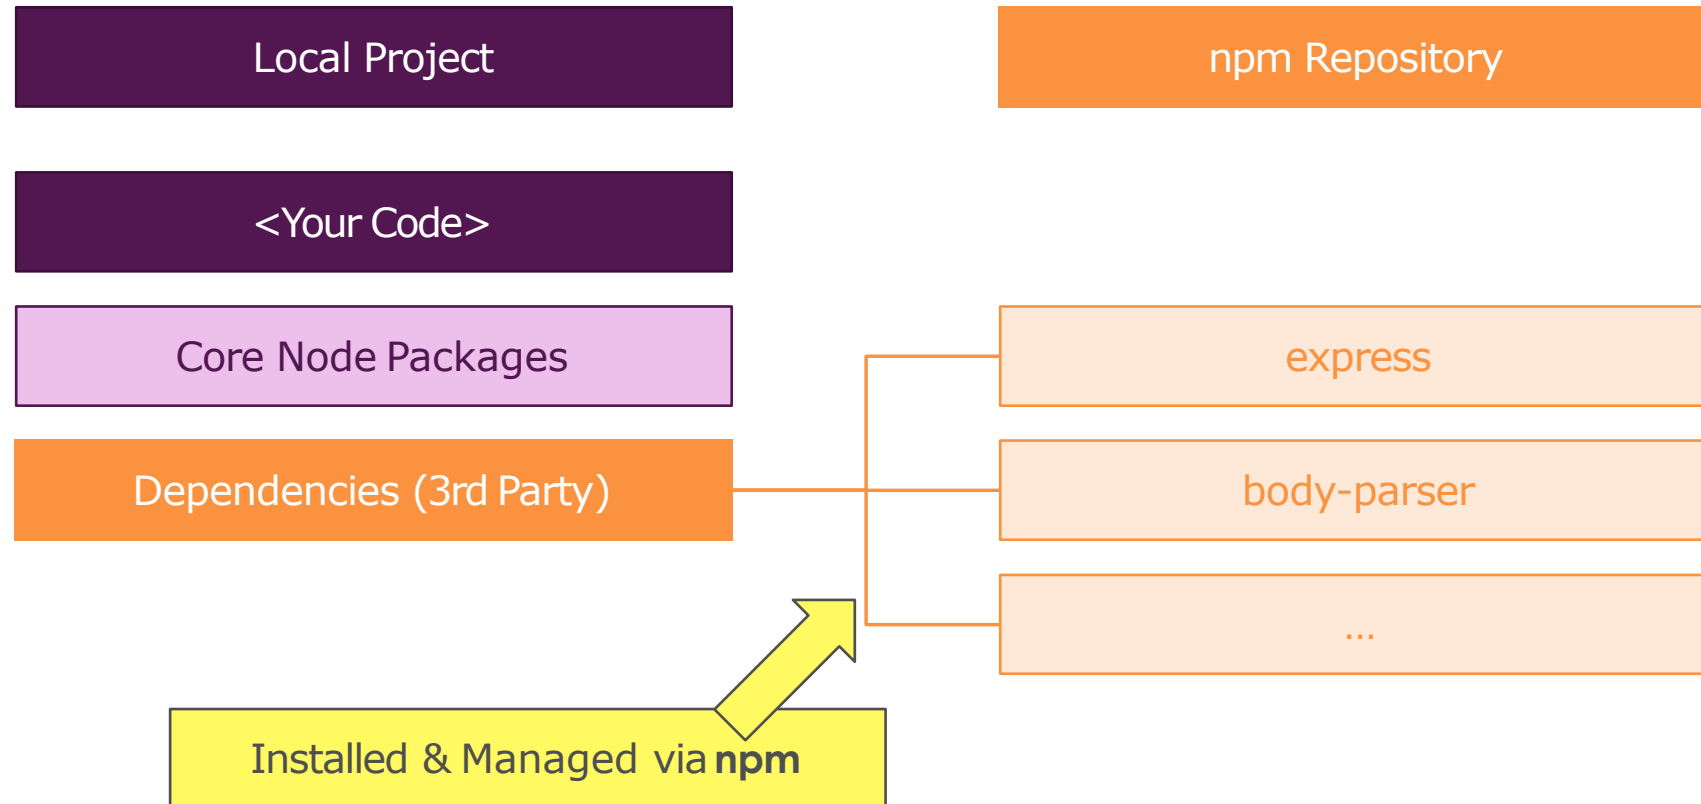 Local Project
npm Repository
<Your Code>
Core Node Packages
express
Dependencies (3rd Party)
body-parser
...
Installed & Managed via npm